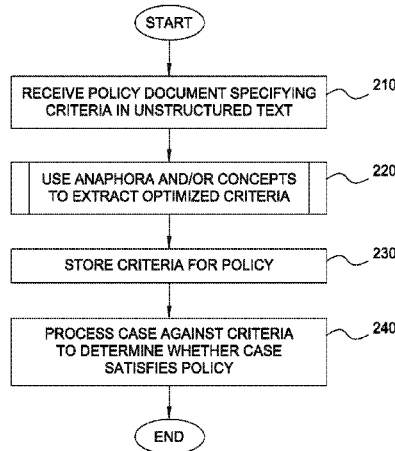 START
RECEIVE POLICY DOCUMENT SPECIFYING
CRITERIA IN UNSTRUCTURED TEXT
210
USE ANAPHORA AND/OR CONCEPTS
TO EXTRACT OPTIMIZED CRITERIA
220
STORE CRITERIA FOR POLICY
230
PROCESS CASE AGAINST CRITERIA
TO DETERMINE WHETHER CASE
SATISFIES POLICY
240
END